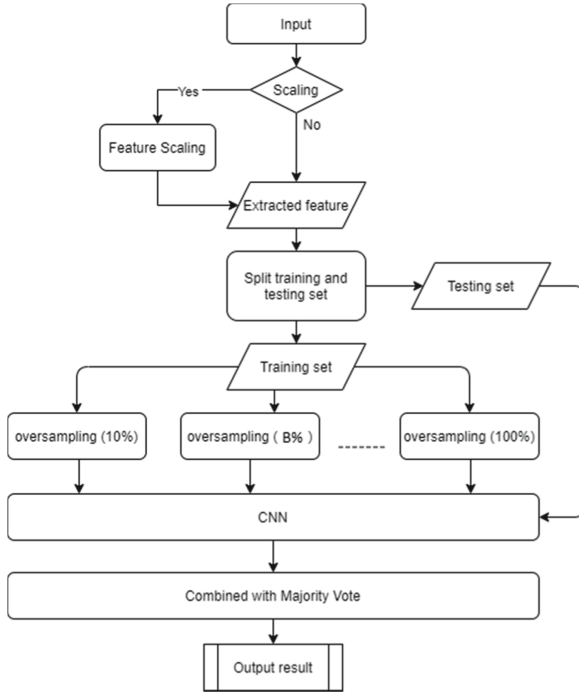 Input
Scaling
Yes
No
Feature Scaling
Extracted feature
Split training and
testing set
Testing set
Training set
oversampling (10%)
oversampling ( B% )
oversampling (100%)
CNN
Combined with Majority Vote
Output result